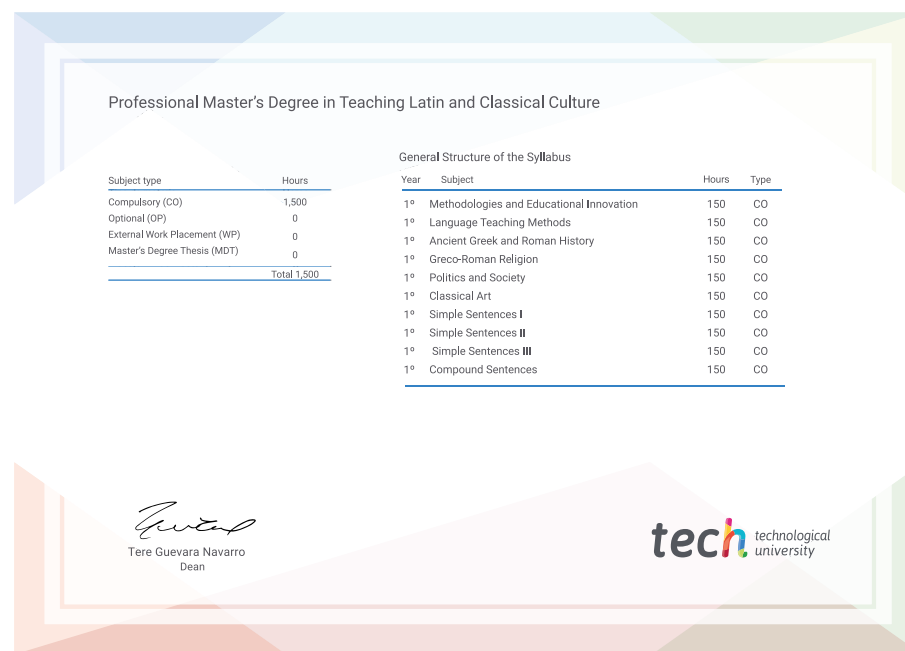 Professional Master's Degree in Teaching Latin and Classical Culture
Subject type Hours
Compulsory (CO) 1,500
Optional (OP) 0
External Work Placement (WP) 0
Master's Degree Thesis (MDT) 0
Total 1,500
General Structure of the Syllabus
Year Subject Hours Type
1º Methodologies and Educational Innovation 150 CO
1º Language Teaching Methods 150 CO
1º Ancient Greek and Roman History 150 CO
1º Greco-Roman Religion 150 CO
1º Politics and Society 150 CO
1º Classical Art 150 CO
1º Simple Sentences I 150 CO
1º Simple Sentences II 150 CO
1º Simple Sentences III 150 CO
1º Compound Sentences 150 CO
Tere Guevara Navarro
Dean
tech technological
university